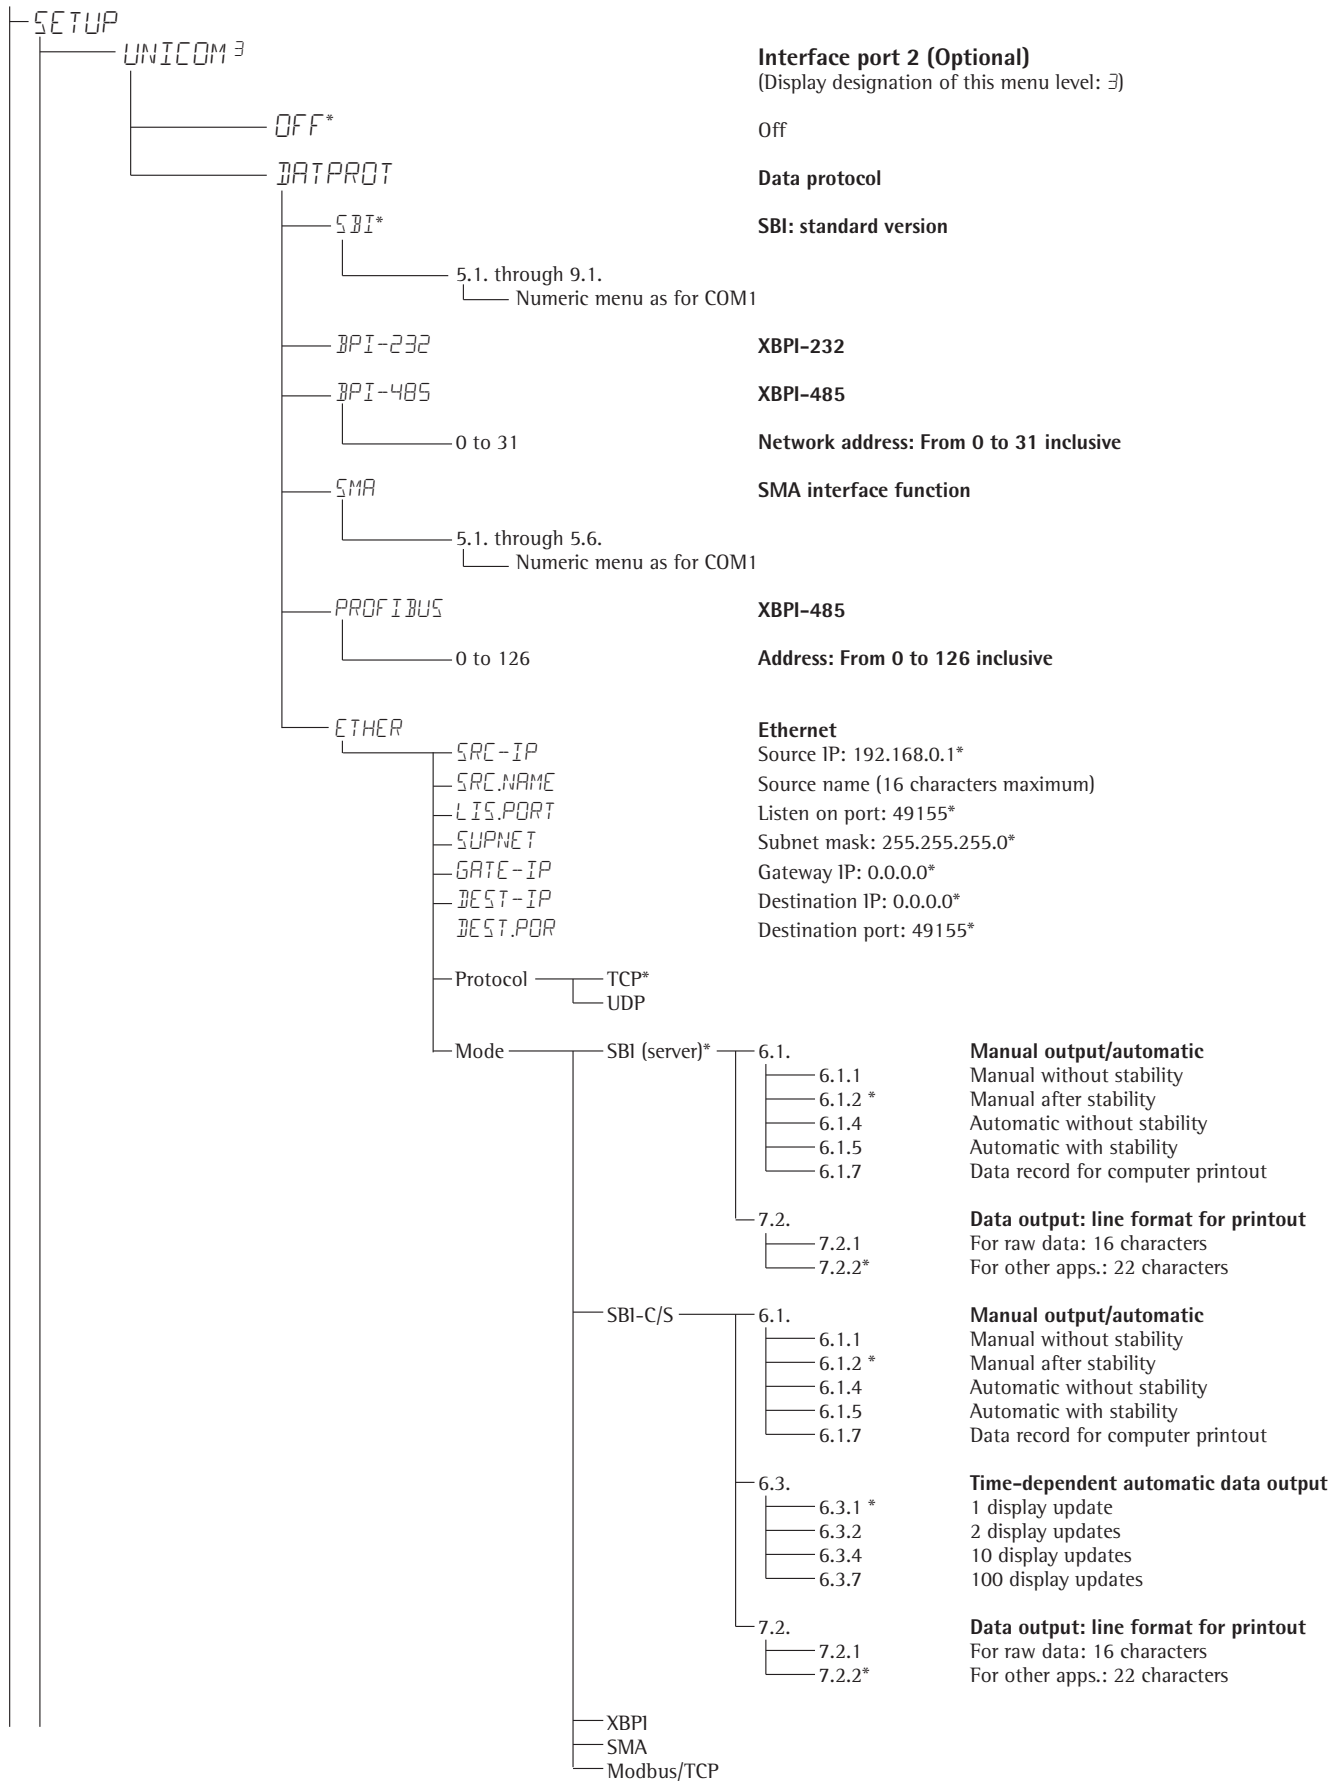 SETUP
UNICOM 3
Interface port 2 (Optional)
(Display designation of this menu level: 3)
OFF*
Off
DATPROT
Data protocol
SBI*
SBI: standard version
5.1. through 9.1.
Numeric menu as for COM1
BPI-232
XBPI-232
BPI-485
XBPI-485
0 to 31
Network address: From 0 to 31 inclusive
SMA
SMA interface function
5.1. through 5.6.
Numeric menu as for COM1
PROFIBUS
XBPI-485
0 to 126
Address: From 0 to 126 inclusive
ETHER
Ethernet
SRC-IP
Source IP: 192.168.0.1*
SRC.NAME
Source name (16 characters maximum)
LIS.PORT
Listen on port: 49155*
SUPNET
Subnet mask: 255.255.255.0*
GATE-IP
Gateway IP: 0.0.0.0*
DEST-IP
Destination IP: 0.0.0.0*
DEST.POR
Destination port: 49155*
Protocol
TCP*
UDP
Mode
SBI (server)*
6.1.
Manual output/automatic
6.1.1
Manual without stability
6.1.2 *
Manual after stability
6.1.4
Automatic without stability
6.1.5
Automatic with stability
6.1.7
Data record for computer printout
7.2.
Data output: line format for printout
7.2.1
For raw data: 16 characters
7.2.2*
For other apps.: 22 characters
SBI-C/S
6.1.
Manual output/automatic
6.1.1
Manual without stability
6.1.2 *
Manual after stability
6.1.4
Automatic without stability
6.1.5
Automatic with stability
6.1.7
Data record for computer printout
6.3.
Time-dependent automatic data output
6.3.1 *
1 display update
6.3.2
2 display updates
6.3.4
10 display updates
6.3.7
100 display updates
7.2.
Data output: line format for printout
7.2.1
For raw data: 16 characters
7.2.2*
For other apps.: 22 characters
XBPI
SMA
Modbus/TCP